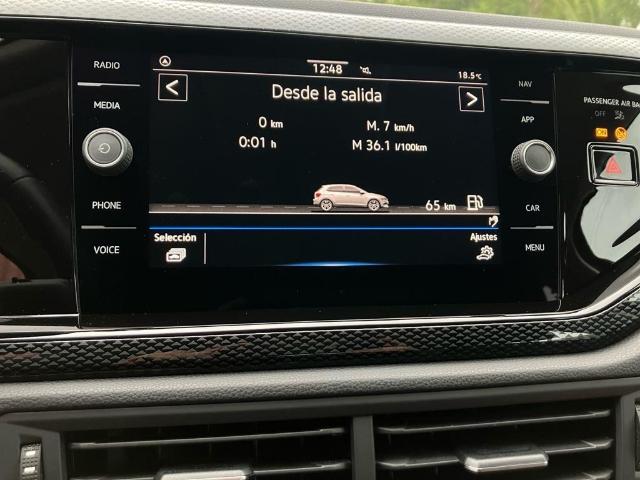 RADIO
MEDIA
PHONE
VOICE
12:48
18.5°C
Desde la salida
0 km
M. 7 km/h
0:01 h
M 36.1 l/100km
65 km
Selección
Ajustes
NAV
APP
CAR
MENU
PASSENGER AIR BA
OFF